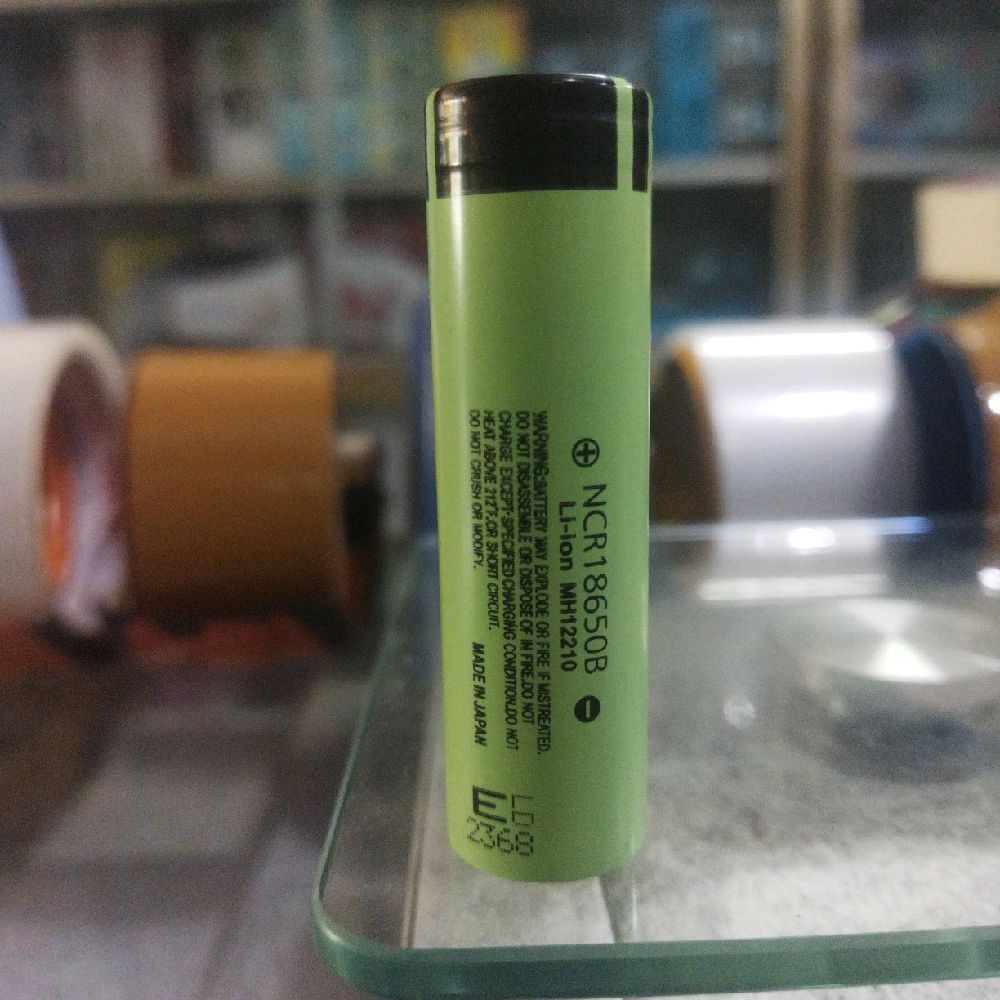 ⊕ NCR18650B ⊖
Li-ion MH12210
WARNING:BATTERY MAY EXPLODE OR FIRE IF MISTREATED.
DO NOT DISASSEMBLE OR DISPOSE OF IN FIRE.DO NOT
CHARGE EXCEPT-SPECIFIED CHARGING CONDITION.DO NOT
HEAT ABOVE 212°F,OR SHORT CIRCUIT.
DO NOT CRUSH OR MODIFY. MADE IN JAPAN